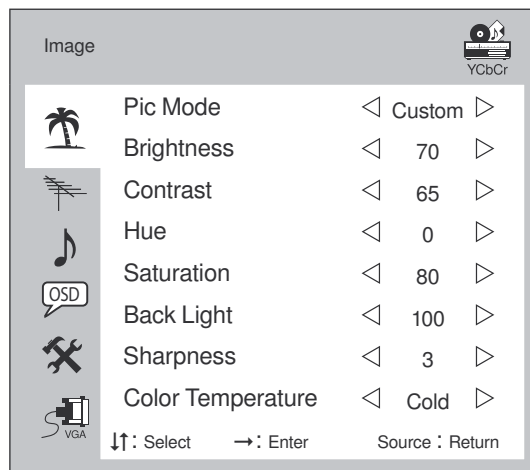 Image
YCbCr
Pic Mode ◁ Custom ▷
Brightness ◁ 70 ▷
Contrast ◁ 65 ▷
Hue ◁ 0 ▷
Saturation ◁ 80 ▷
OSD
Back Light ◁ 100 ▷
Sharpness ◁ 3 ▷
Color Temperature ◁ Cold ▷
VGA
↓↑: Select →: Enter Source : Return